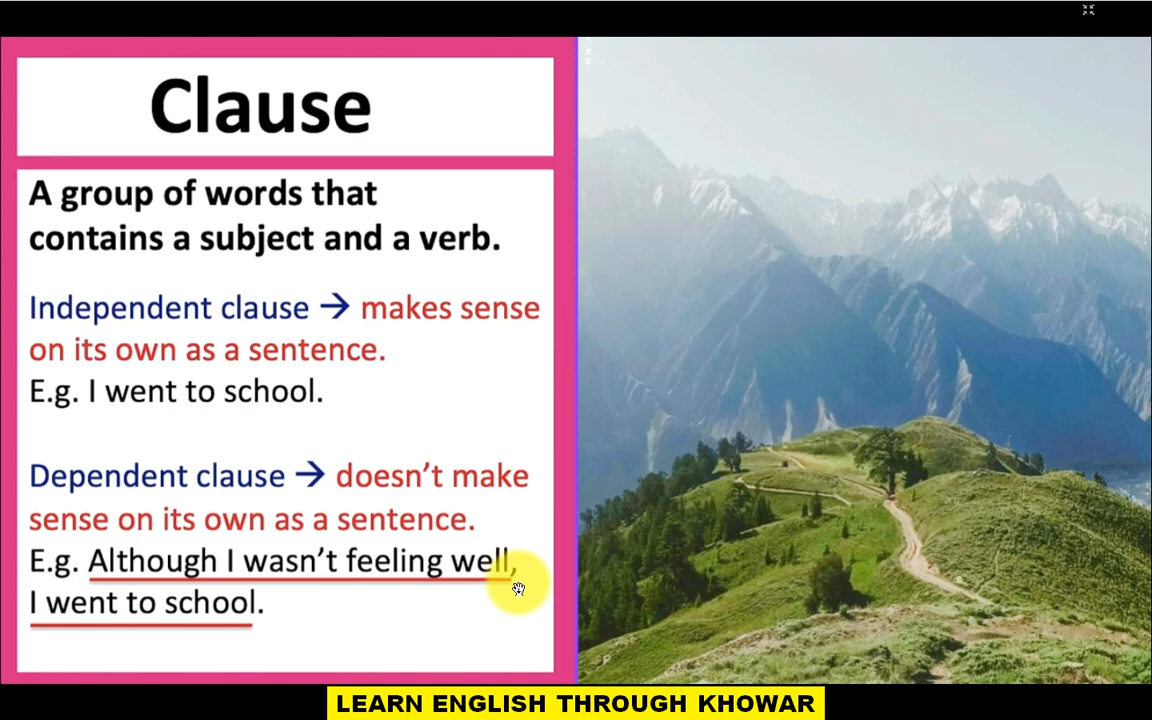 Clause
A group of words that
contains a subject and a verb.
Independent clause → makes sense
on its own as a sentence.
E.g. I went to school.
Dependent clause → doesn’t make
sense on its own as a sentence.
E.g. Although I wasn’t feeling well,
I went to school.
LEARN ENGLISH THROUGH KHOWAR